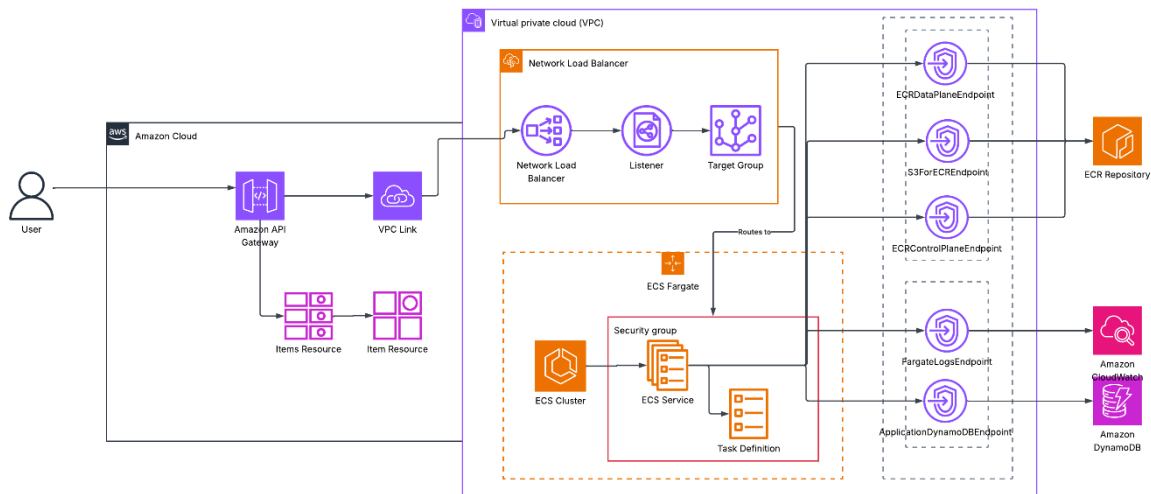 Virtual private cloud (VPC)
Network Load Balancer
ECRDataPlaneEndpoint
aws
Amazon Cloud
Network Load
Balancer
Listener
Target Group
S3ForECREndpoint
ECR Repository
User
Amazon API
Gateway
VPC Link
Routes to
ECRControlPlaneEndpoint
ECS Fargate
Items Resource
Item Resource
Security group
FargateLogsEndpoint
Amazon
CloudWatch
ECS Cluster
ECS Service
ApplicationDynamoDBEndpoint
Task Definition
Amazon
DynamoDB